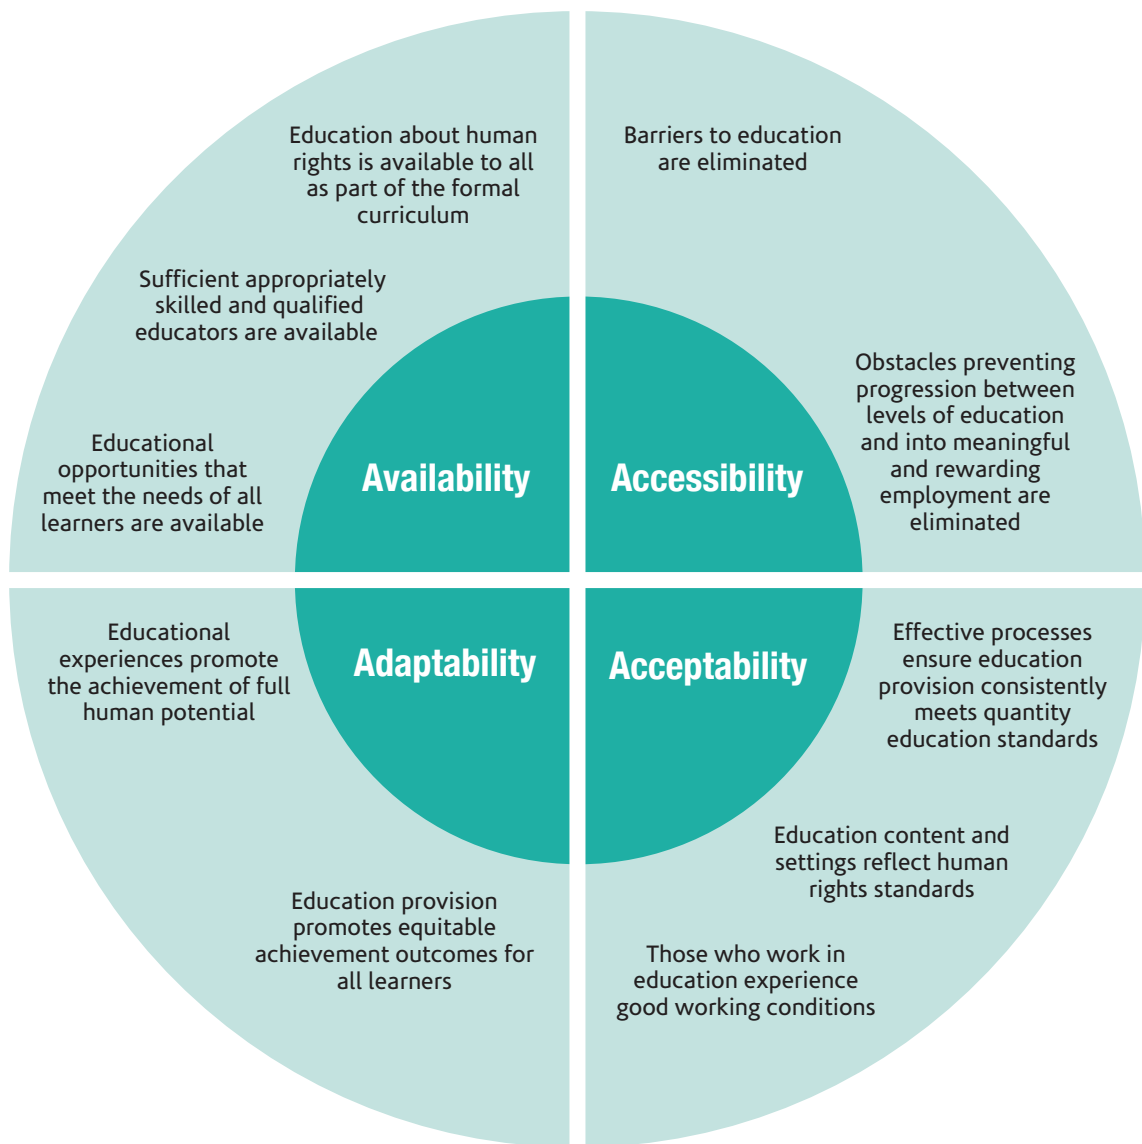 Education about human
rights is available to all
as part of the formal
curriculum
Sufficient appropriately
skilled and qualified
educators are available
Educational
opportunities that
meet the needs of all
learners are available
Availability
Barriers to education
are eliminated
Obstacles preventing
progression between
levels of education
and into meaningful
and rewarding
employment are
eliminated
Accessibility
Educational
experiences promote
the achievement of full
human potential
Adaptability
Education provision
promotes equitable
achievement outcomes for
all learners
Acceptability
Effective processes
ensure education
provision consistently
meets quantity
education standards
Education content and
settings reflect human
rights standards
Those who work in
education experience
good working conditions